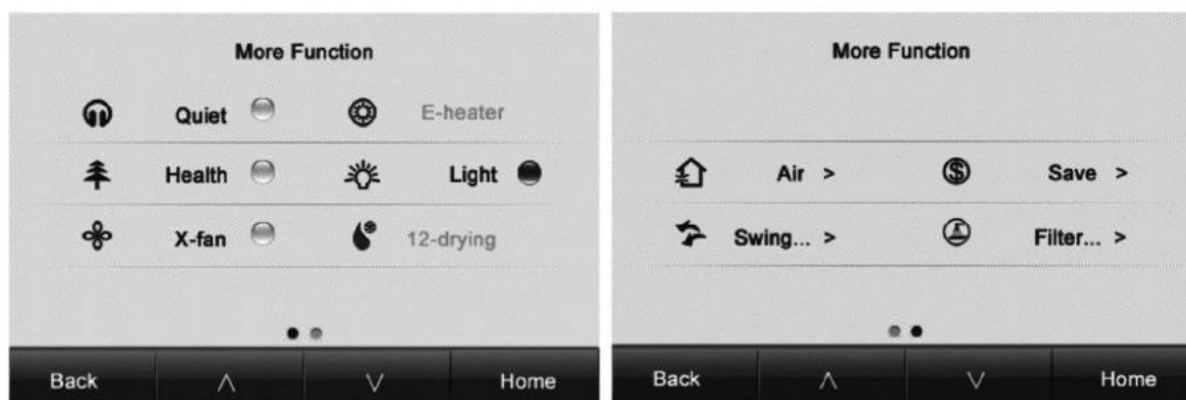 More Function
Quiet E-heater
Health Light
X-fan 12-drying
Back ∧ ∨ Home
More Function
Air > Save >
Swing... > Filter... >
Back ∧ ∨ Home